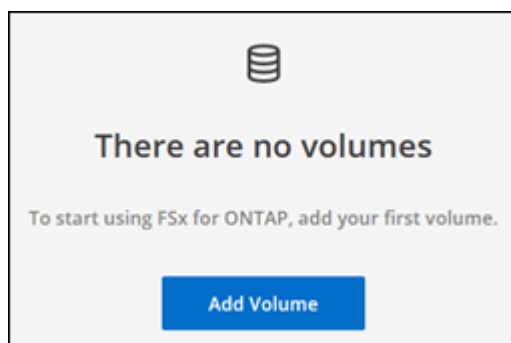 There are no volumes
To start using FSx for ONTAP, add your first volume.
Add Volume